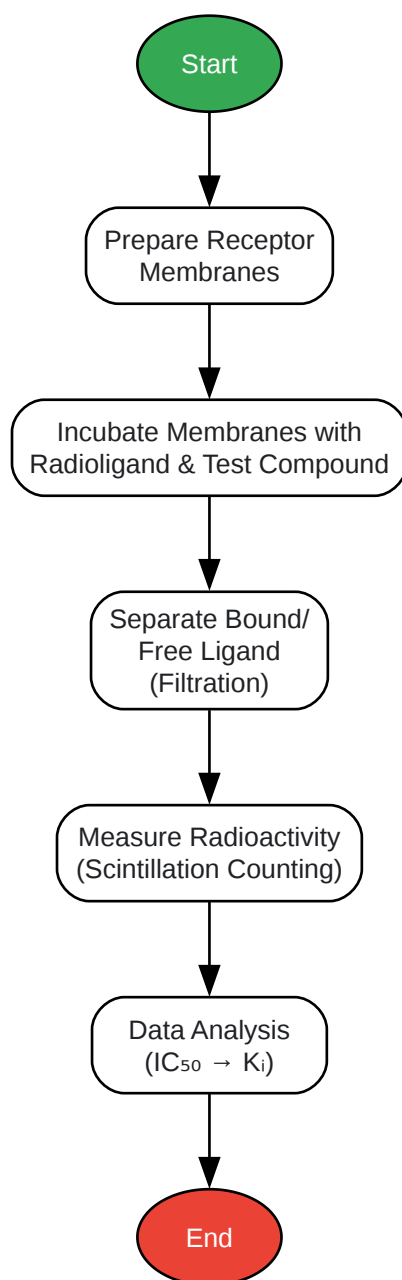 Start
Prepare Receptor
Membranes
Incubate Membranes with
Radioligand & Test Compound
Separate Bound/
Free Ligand
(Filtration)
Measure Radioactivity
(Scintillation Counting)
Data Analysis
(IC₅₀ → Kᵢ)
End